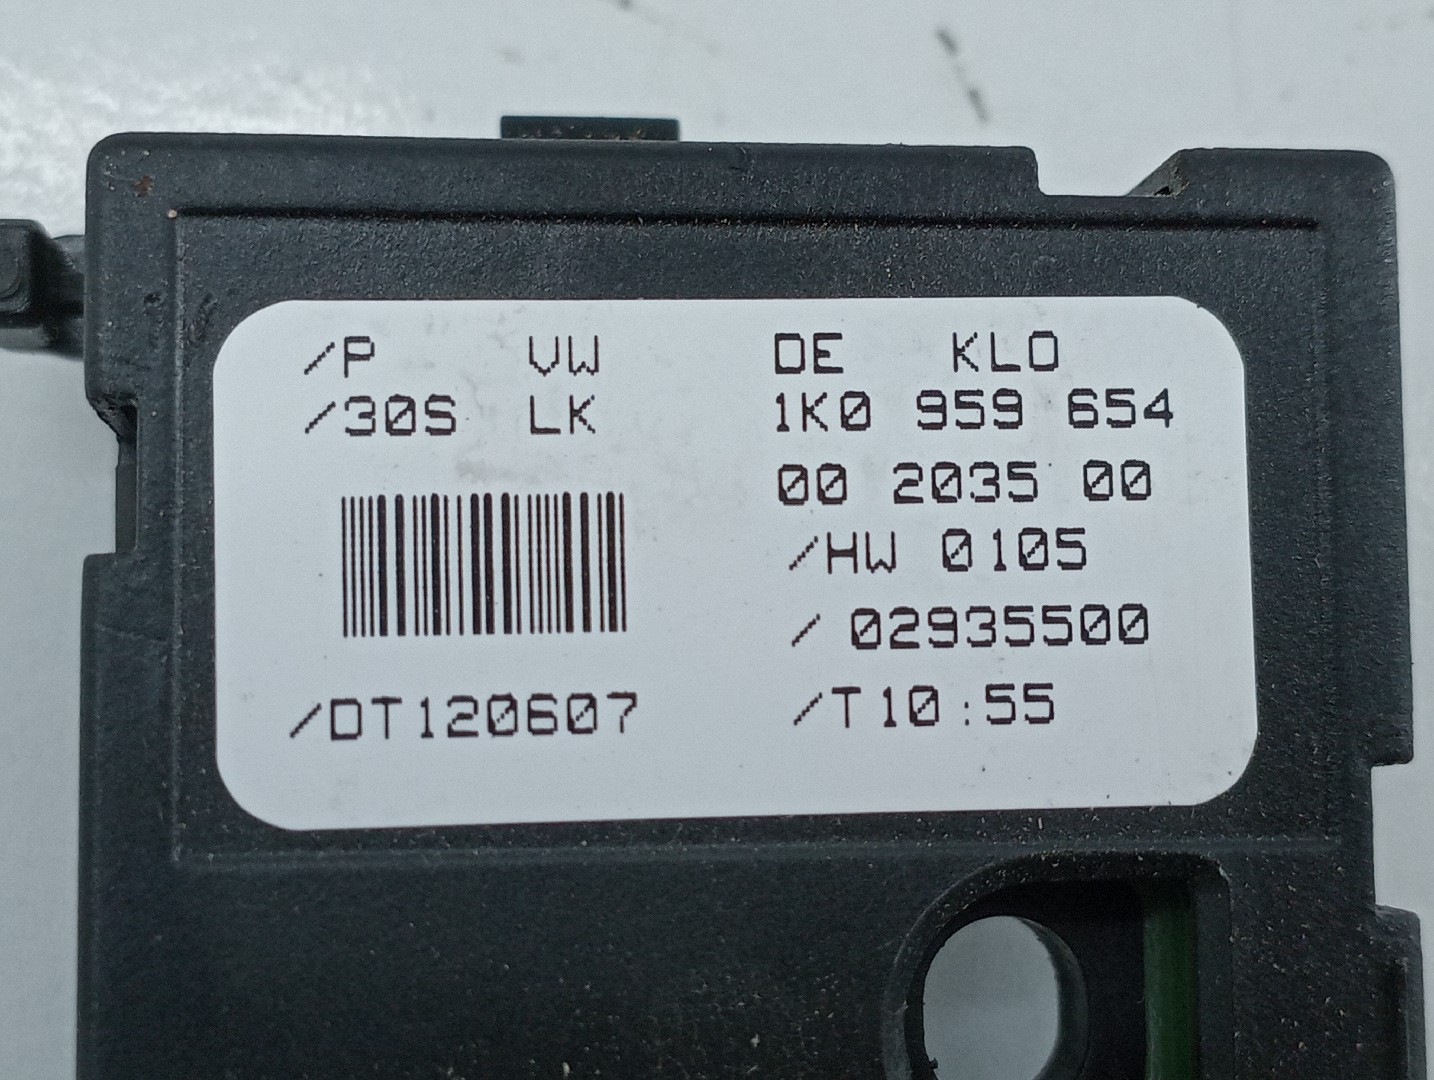 /P VW DE KLO
/30S LK 1K0 959 654
00 2035 00
/HW 0105
/ 02935500
/DT120607 /T10:55